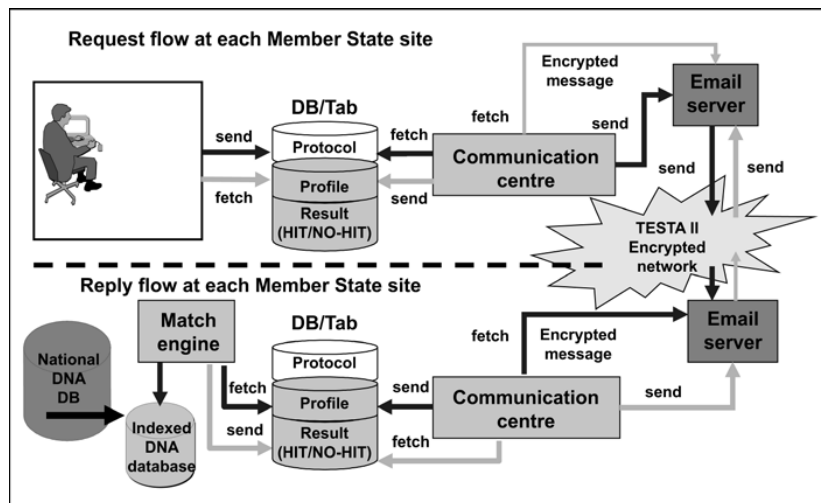 Request flow at each Member State site
DB/Tab
send
fetch
Protocol
Profile
Result
(HIT/NO-HIT)
fetch
send
Communication
centre
fetch
Encrypted
message
send
Email
server
send
send
TESTA II
Encrypted
network
Reply flow at each Member State site
National
DNA
DB
Match
engine
Indexed
DNA
database
fetch
send
DB/Tab
Protocol
Profile
Result
(HIT/NO-HIT)
send
fetch
Communication
centre
fetch
Encrypted
message
send
Email
server